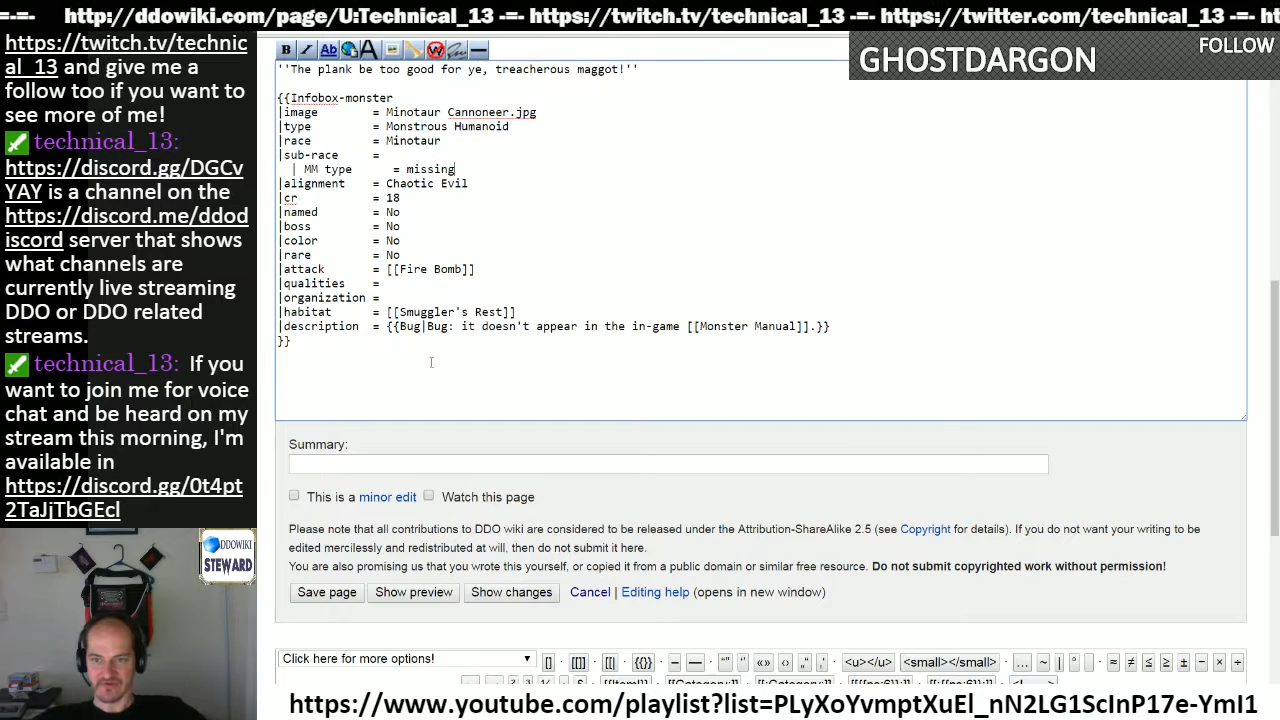 -=- http://ddowiki.com/page/U:Technical_13 -=- https://twitch.tv/technical_13 -=- https://twitter.com/technical_13 -=-
https://twitch.tv/technic
al_13 and give me a
follow too if you want to
see more of me!
technical_13:
https://discord.gg/DGCv
YAY is a channel on the
https://discord.me/ddod
iscord server that shows
what channels are
currently live streaming
DDO or DDO related
streams.
technical_13: If you
want to join me for voice
chat and be heard on my
stream this morning, I'm
available in
https://discord.gg/0t4pt
2TaJjTbGEcl
DDOWIKI
STEWARD
GHOSTDARGON
FOLLOW
B I Ab A W
''The plank be too good for ye, treacherous maggot!''
{{Infobox-monster
|image = Minotaur Cannoneer.jpg
|type = Monstrous Humanoid
|race = Minotaur
|sub-race =
| MM type = missing
|alignment = Chaotic Evil
|cr = 18
|named = No
|boss = No
|color = No
|rare = No
|attack = [[Fire Bomb]]
|qualities =
|organization =
|habitat = [[Smuggler's Rest]]
|description = {{Bug|Bug: it doesn't appear in the in-game [[Monster Manual]].}}
}}
Summary:
This is a minor edit Watch this page
Please note that all contributions to DDO wiki are considered to be released under the Attribution-ShareAlike 2.5 (see Copyright for details). If you do not want your writing to be
edited mercilessly and redistributed at will, then do not submit it here.
You are also promising us that you wrote this yourself, or copied it from a public domain or similar free resource. Do not submit copyrighted work without permission!
Save page Show preview Show changes Cancel | Editing help (opens in new window)
Click here for more options! [] · [[]] · [[| · {{}} · – — · “” ‘’ «» ‹› „“ ‚‘ · <u></u> · <small></small> · … ~ | ° · ≈ ≠ ≤ ≥ ± − × ÷
https://www.youtube.com/playlist?list=PLyXoYvmptXuEl_nN2LG1ScInP17e-YmI1